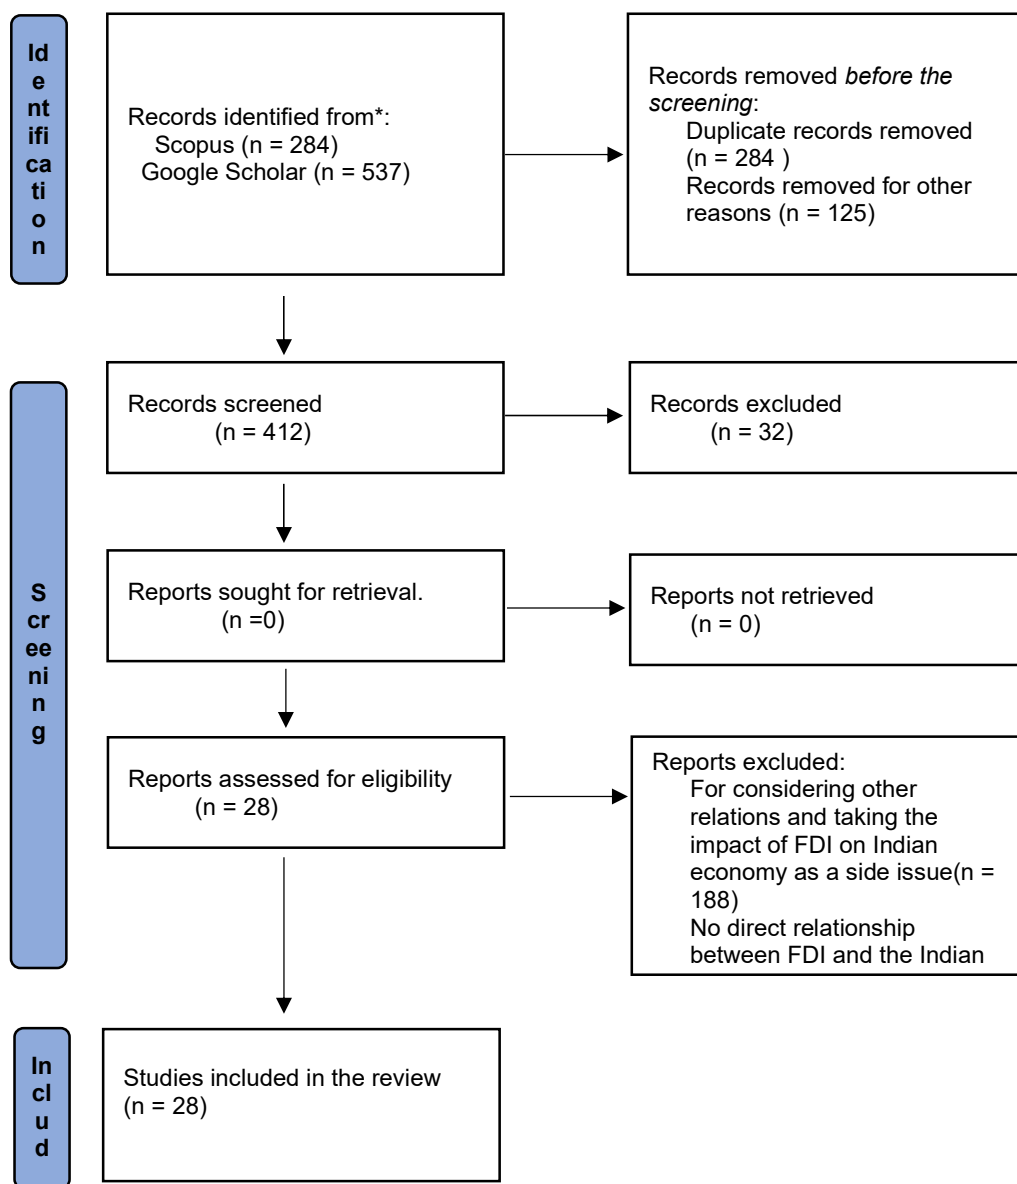 Id
e
ntifi
ca
ti
o
n
Records identified from*:
Scopus (n = 284)
Google Scholar (n = 537)
Records removed before the
screening:
Duplicate records removed
(n = 284 )
Records removed for other
reasons (n = 125)
S
cr
ee
ni
n
g
Records screened
(n = 412)
Records excluded
(n = 32)
Reports sought for retrieval.
(n =0)
Reports not retrieved
(n = 0)
Reports assessed for eligibility
(n = 28)
Reports excluded:
For considering other
relations and taking the
impact of FDI on Indian
economy as a side issue(n =
188)
No direct relationship
between FDI and the Indian
In
cl
u
d
Studies included in the review
(n = 28)